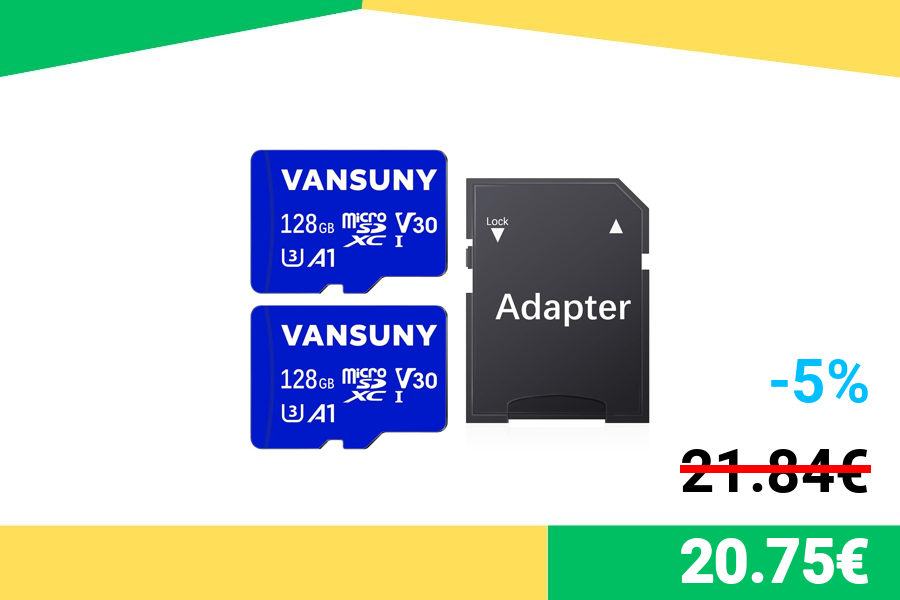 VANSUNY
128GB micro SD XC I V30
U3 A1
VANSUNY
128GB micro SD XC I V30
U3 A1
Lock
Adapter
-5%
21.84€
20.75€